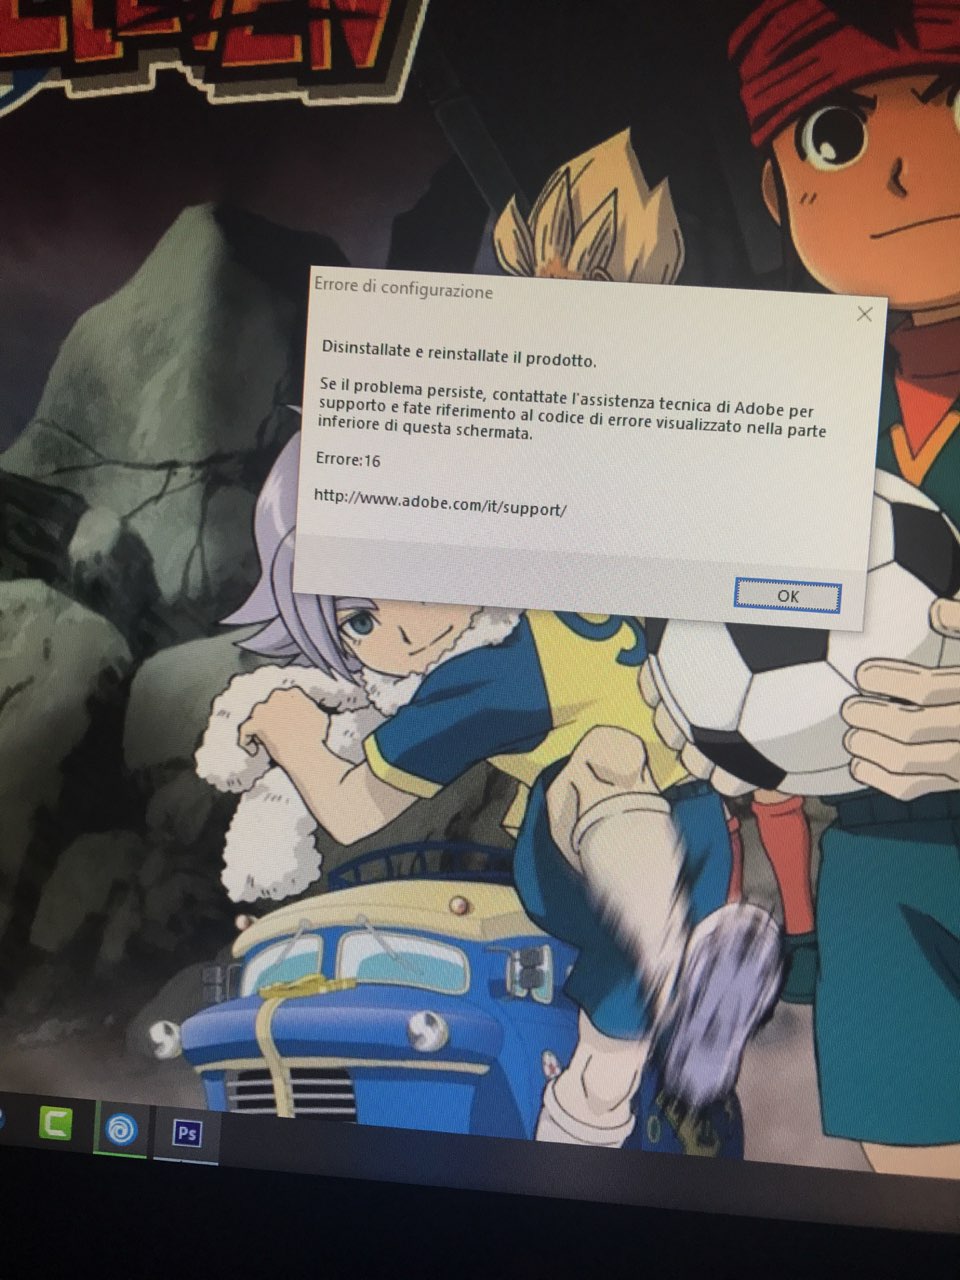 ELEVEN
Errore di configurazione
Disinstallate e reinstallate il prodotto.
Se il problema persiste, contattate l'assistenza tecnica di Adobe per
supporto e fate riferimento al codice di errore visualizzato nella parte
inferiore di questa schermata.
Errore:16
http://www.adobe.com/it/support/
OK
Ps